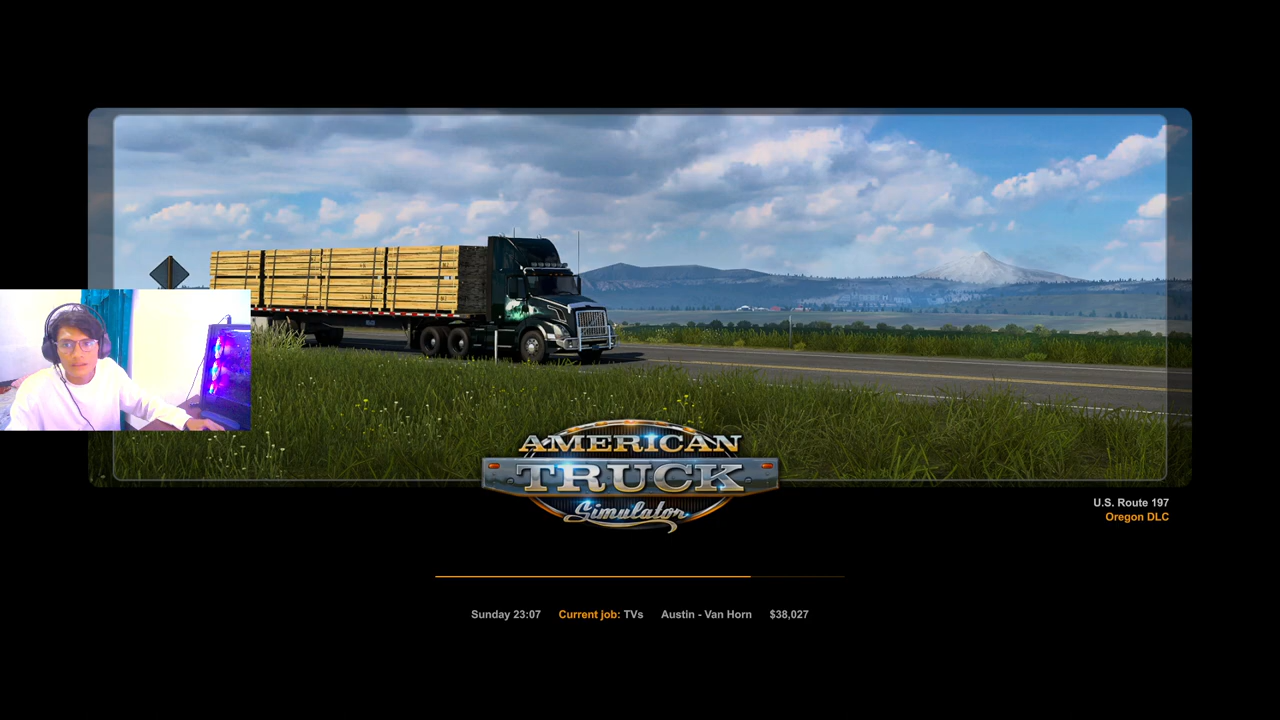 AMERICAN
TRUCK
Simulator
U.S. Route 197
Oregon DLC
Sunday 23:07 Current job: TVs Austin - Van Horn $38,027